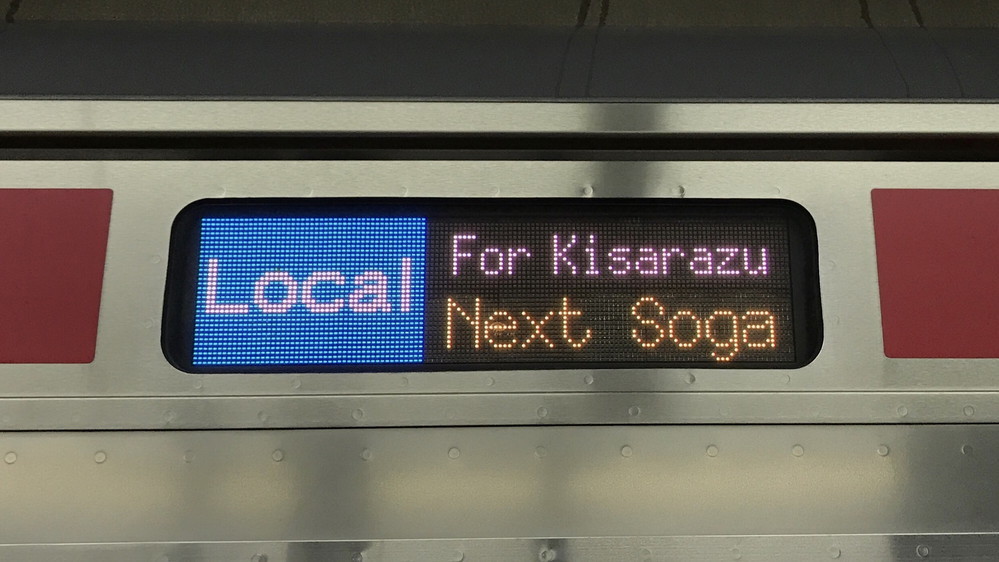 Local
For Kisarazu
Next Soga